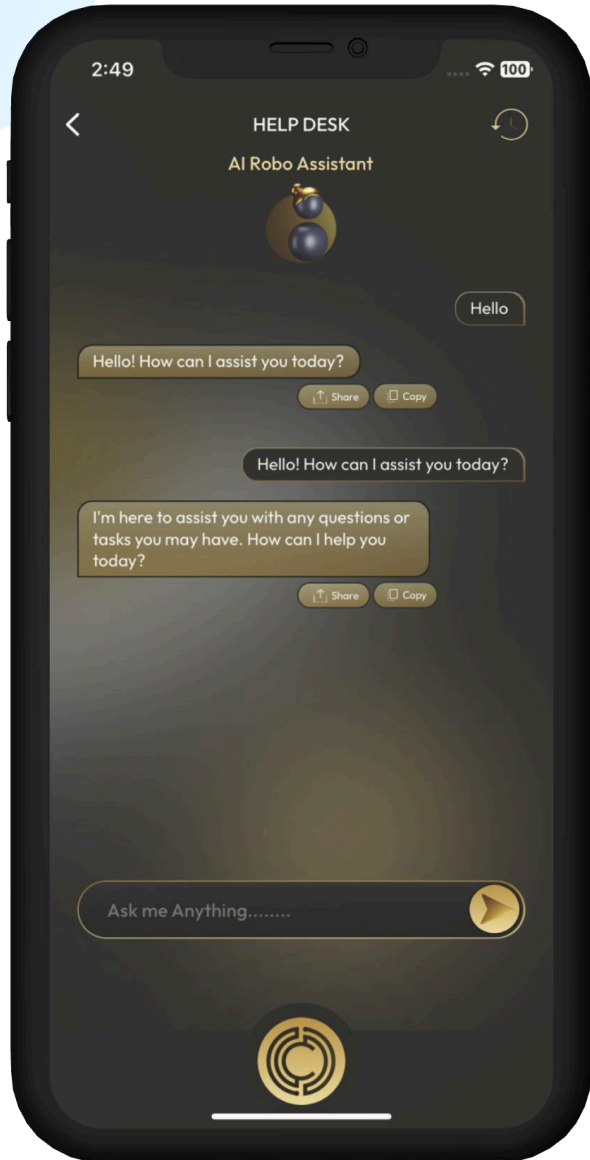 2:49
100
HELP DESK
AI Robo Assistant
Hello
Hello! How can I assist you today?
Share
Copy
Hello! How can I assist you today?
I'm here to assist you with any questions or
tasks you may have. How can I help you
today?
Share
Copy
Ask me Anything........